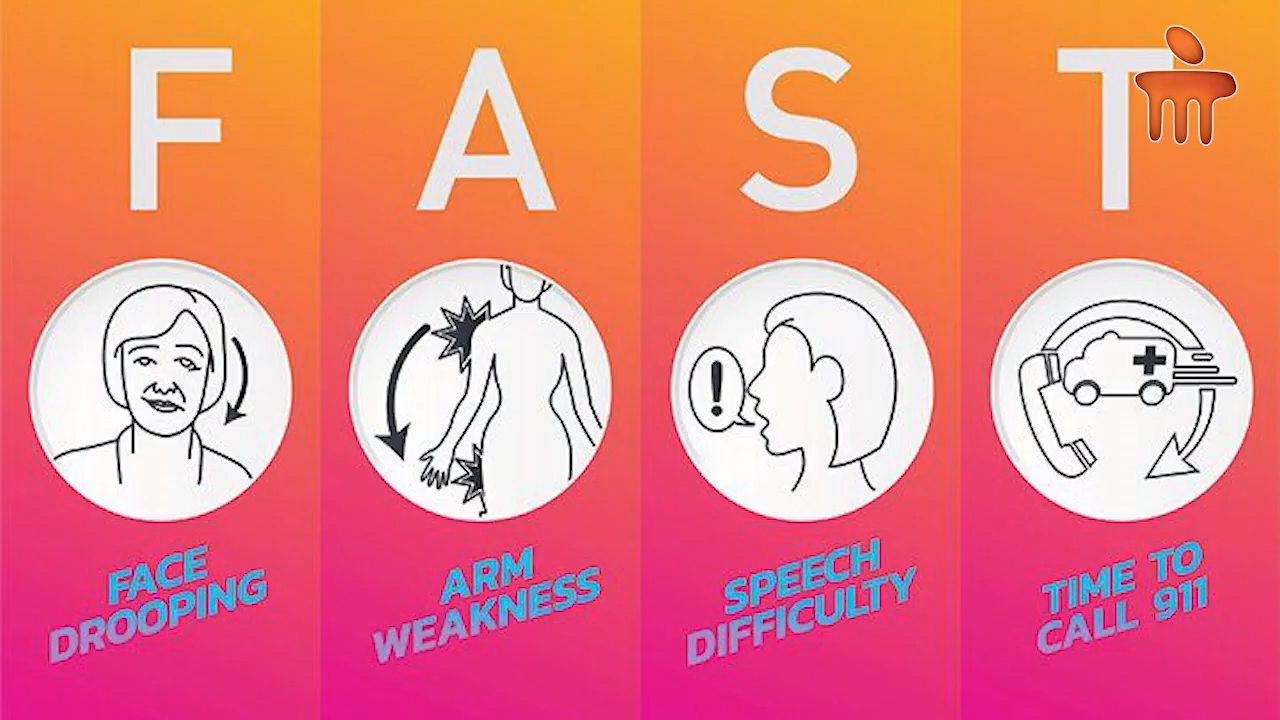 F
FACE
DROOPING
A
ARM
WEAKNESS
S
SPEECH
DIFFICULTY
T
TIME TO
CALL 911